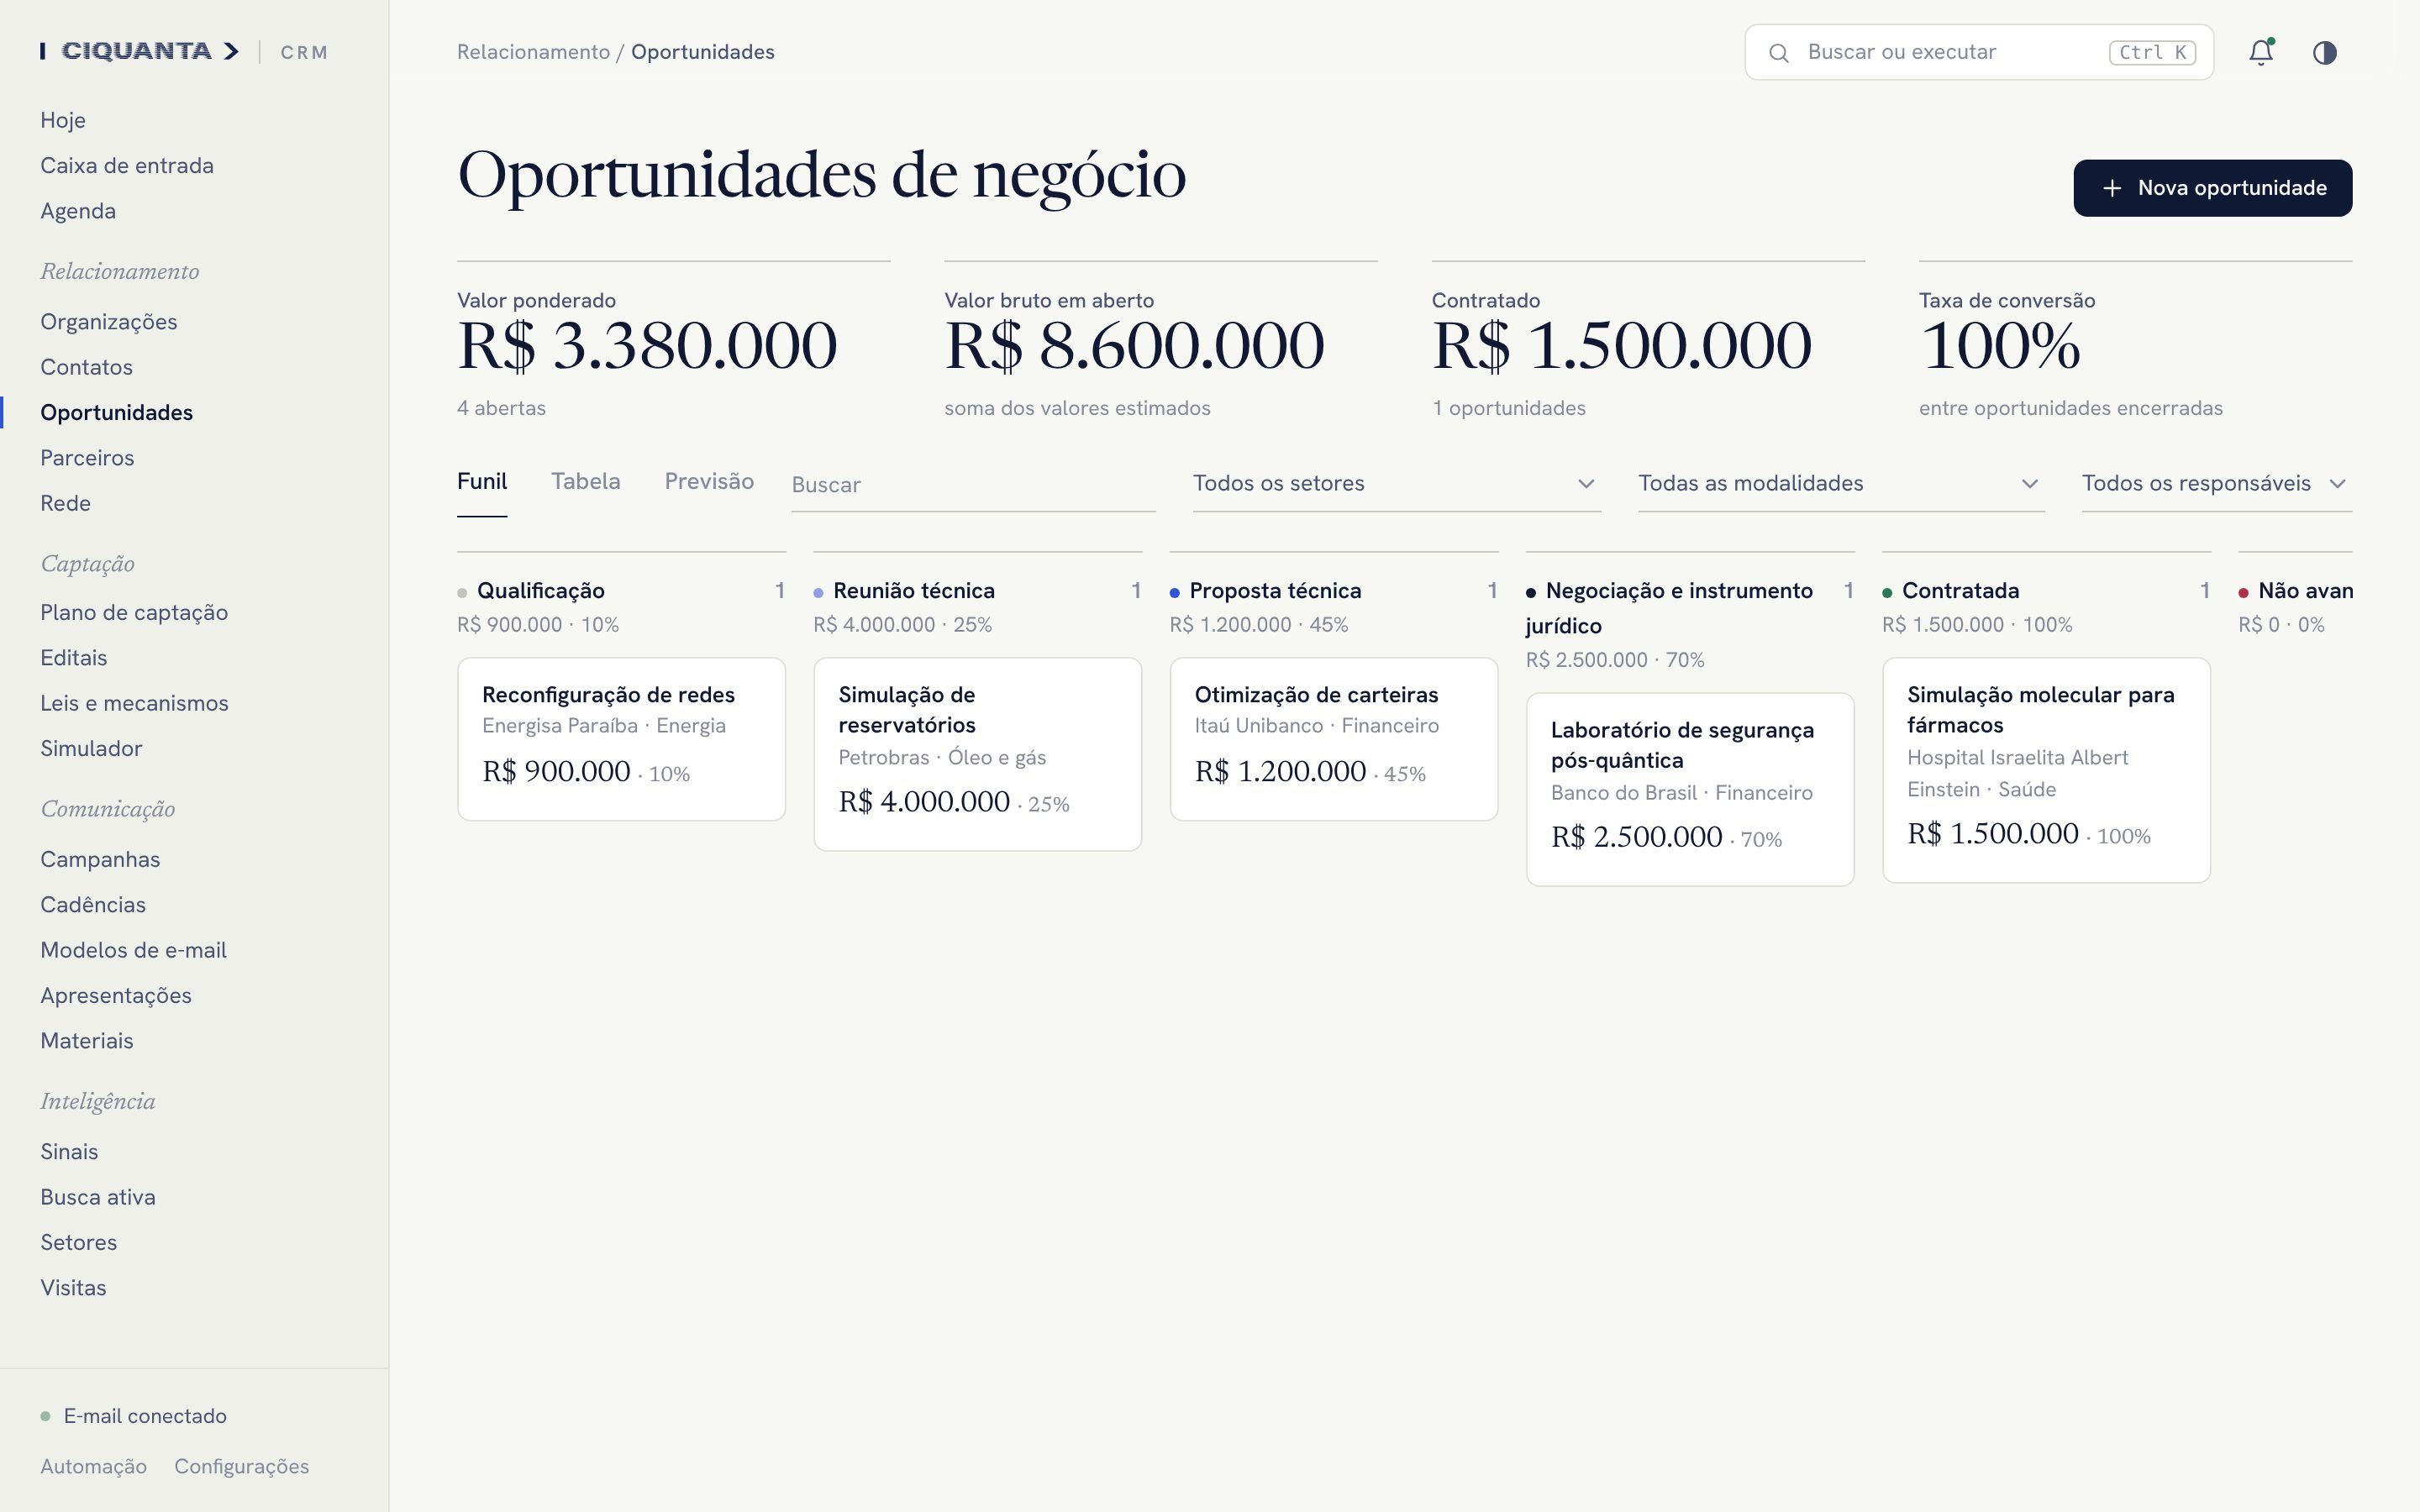 CIQUANTA
CRM
Hoje
Caixa de entrada
Agenda
Relacionamento
Organizações
Contatos
Oportunidades
Parceiros
Rede
Captação
Plano de captação
Editais
Leis e mecanismos
Simulador
Comunicação
Campanhas
Cadências
Modelos de e-mail
Apresentações
Materiais
Inteligência
Sinais
Busca ativa
Setores
Visitas
E-mail conectado
Automação Configurações
Relacionamento / Oportunidades
Buscar ou executar Ctrl K
Oportunidades de negócio
+ Nova oportunidade
Valor ponderado
R$ 3.380.000
4 abertas
Valor bruto em aberto
R$ 8.600.000
soma dos valores estimados
Contratado
R$ 1.500.000
1 oportunidades
Taxa de conversão
100%
entre oportunidades encerradas
Funil Tabela Previsão Buscar Todos os setores Todas as modalidades Todos os responsáveis
Qualificação 1
R$ 900.000 · 10%
Reconfiguração de redes
Energisa Paraíba · Energia
R$ 900.000 · 10%
Reunião técnica 1
R$ 4.000.000 · 25%
Simulação de
reservatórios
Petrobras · Óleo e gás
R$ 4.000.000 · 25%
Proposta técnica 1
R$ 1.200.000 · 45%
Otimização de carteiras
Itaú Unibanco · Financeiro
R$ 1.200.000 · 45%
Negociação e instrumento 1
jurídico
R$ 2.500.000 · 70%
Laboratório de segurança
pós-quântica
Banco do Brasil · Financeiro
R$ 2.500.000 · 70%
Contratada 1
R$ 1.500.000 · 100%
Simulação molecular para
fármacos
Hospital Israelita Albert
Einstein · Saúde
R$ 1.500.000 · 100%
Não avan
R$ 0 · 0%